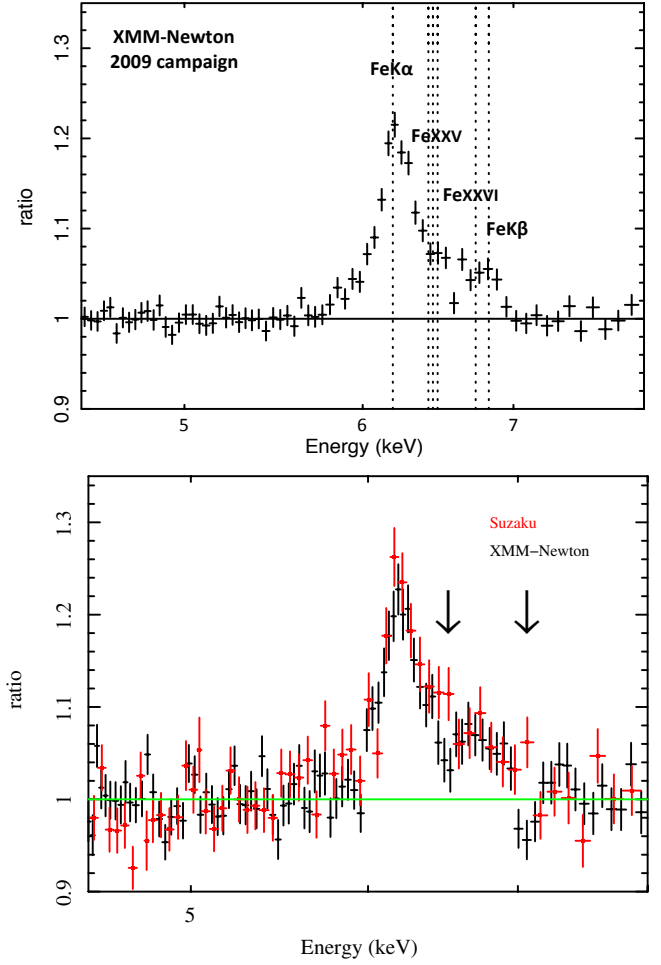 XMM-Newton
2009 campaign
FeKα
FeXXV
FeXXVI
FeKβ
ratio
0.9
1
1.1
1.2
1.3
5
6
7
Energy (keV)
Suzaku
XMM−Newton
ratio
0.9
1
1.1
1.2
1.3
5
Energy (keV)